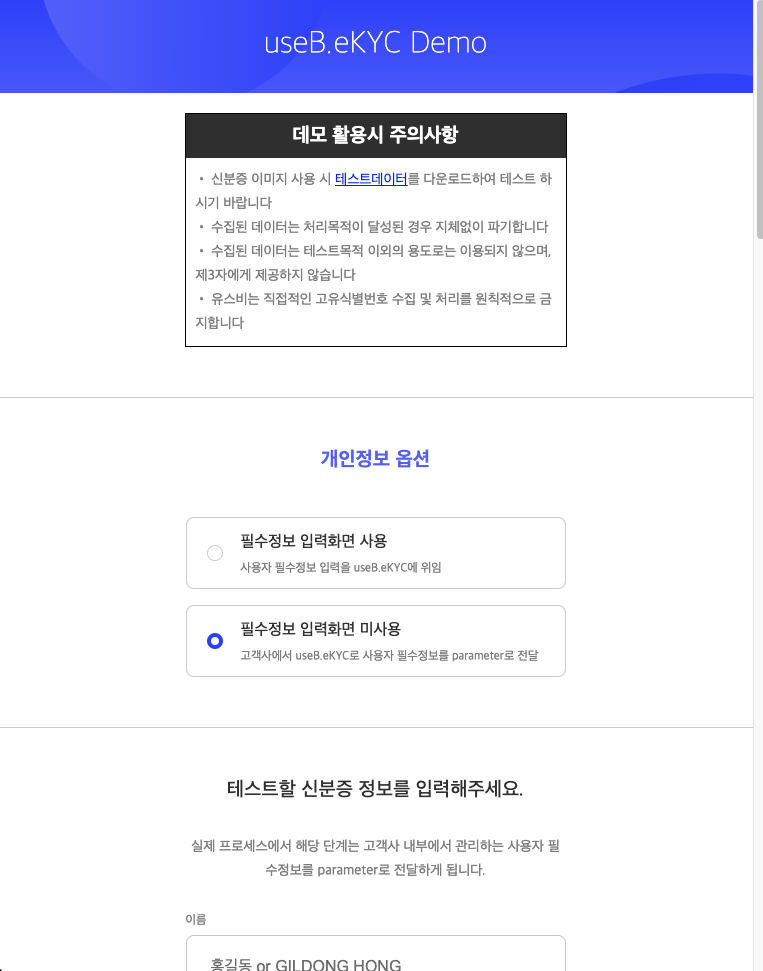 useB.eKYC Demo
데모 활용시 주의사항
• 신분증 이미지 사용 시 테스트데이터를 다운로드하여 테스트 하
시기 바랍니다
• 수집된 데이터는 처리목적이 달성된 경우 지체없이 파기합니다
• 수집된 데이터는 테스트목적 이외의 용도로는 이용되지 않으며,
제3자에게 제공하지 않습니다
• 유스비는 직접적인 고유식별번호 수집 및 처리를 원칙적으로 금
지합니다
개인정보 옵션
필수정보 입력화면 사용
사용자 필수정보 입력을 useB.eKYC에 위임
필수정보 입력화면 미사용
고객사에서 useB.eKYC로 사용자 필수정보를 parameter로 전달
테스트할 신분증 정보를 입력해주세요.
실제 프로세스에서 해당 단계는 고객사 내부에서 관리하는 사용자 필
수정보를 parameter로 전달하게 됩니다.
이름
홍길동 or GILDONG HONG